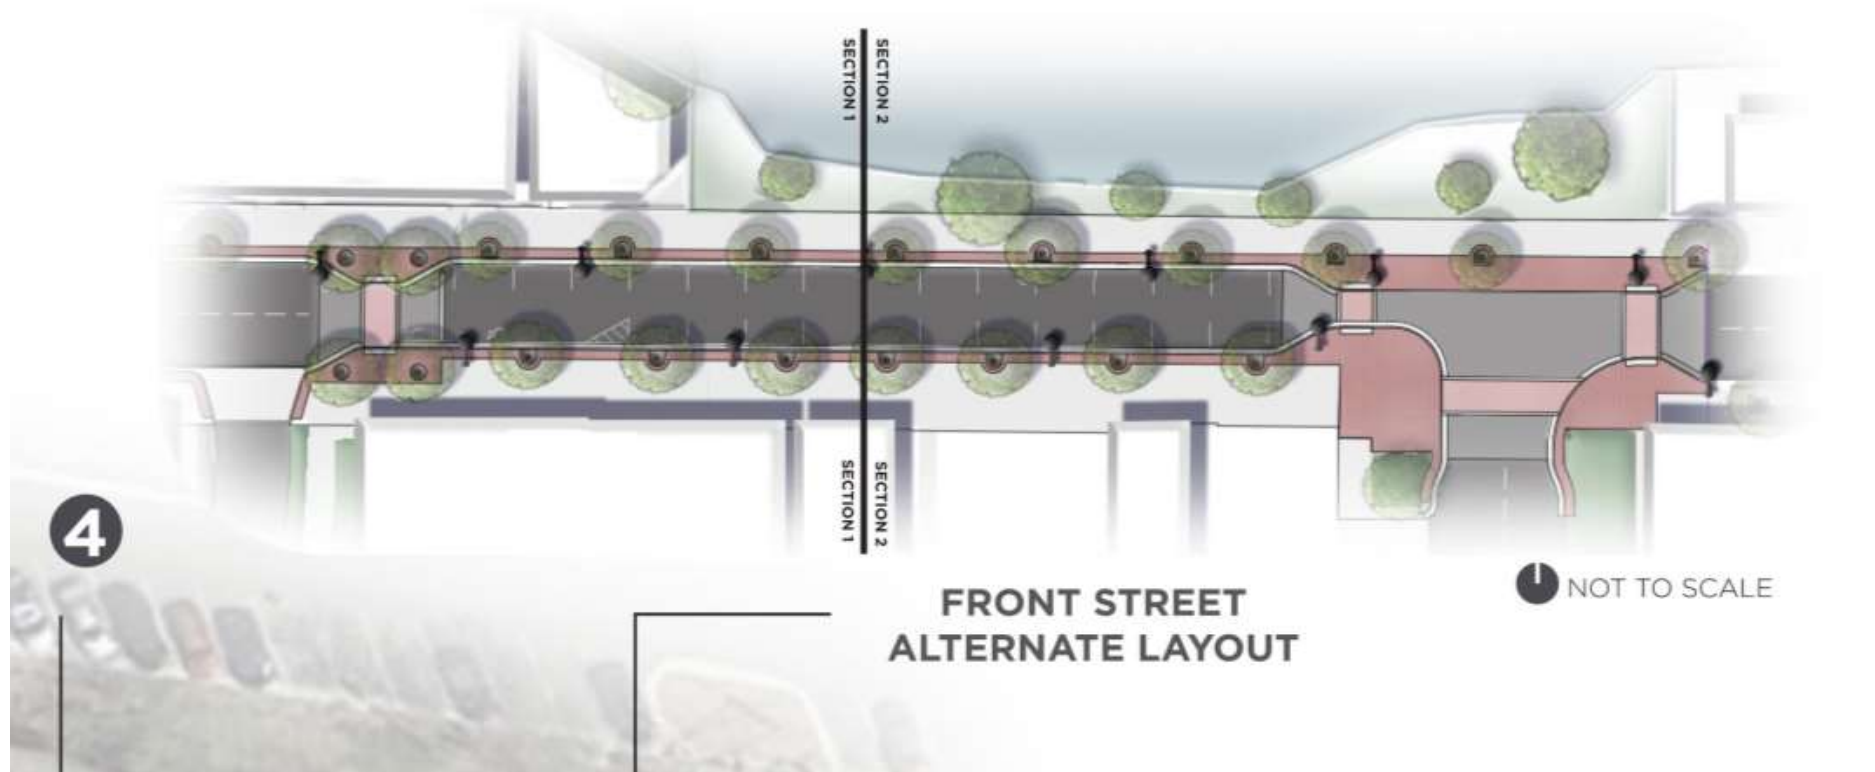 SECTION 1
SECTION 2
SECTION 1
SECTION 2
4
FRONT STREET
ALTERNATE LAYOUT
NOT TO SCALE